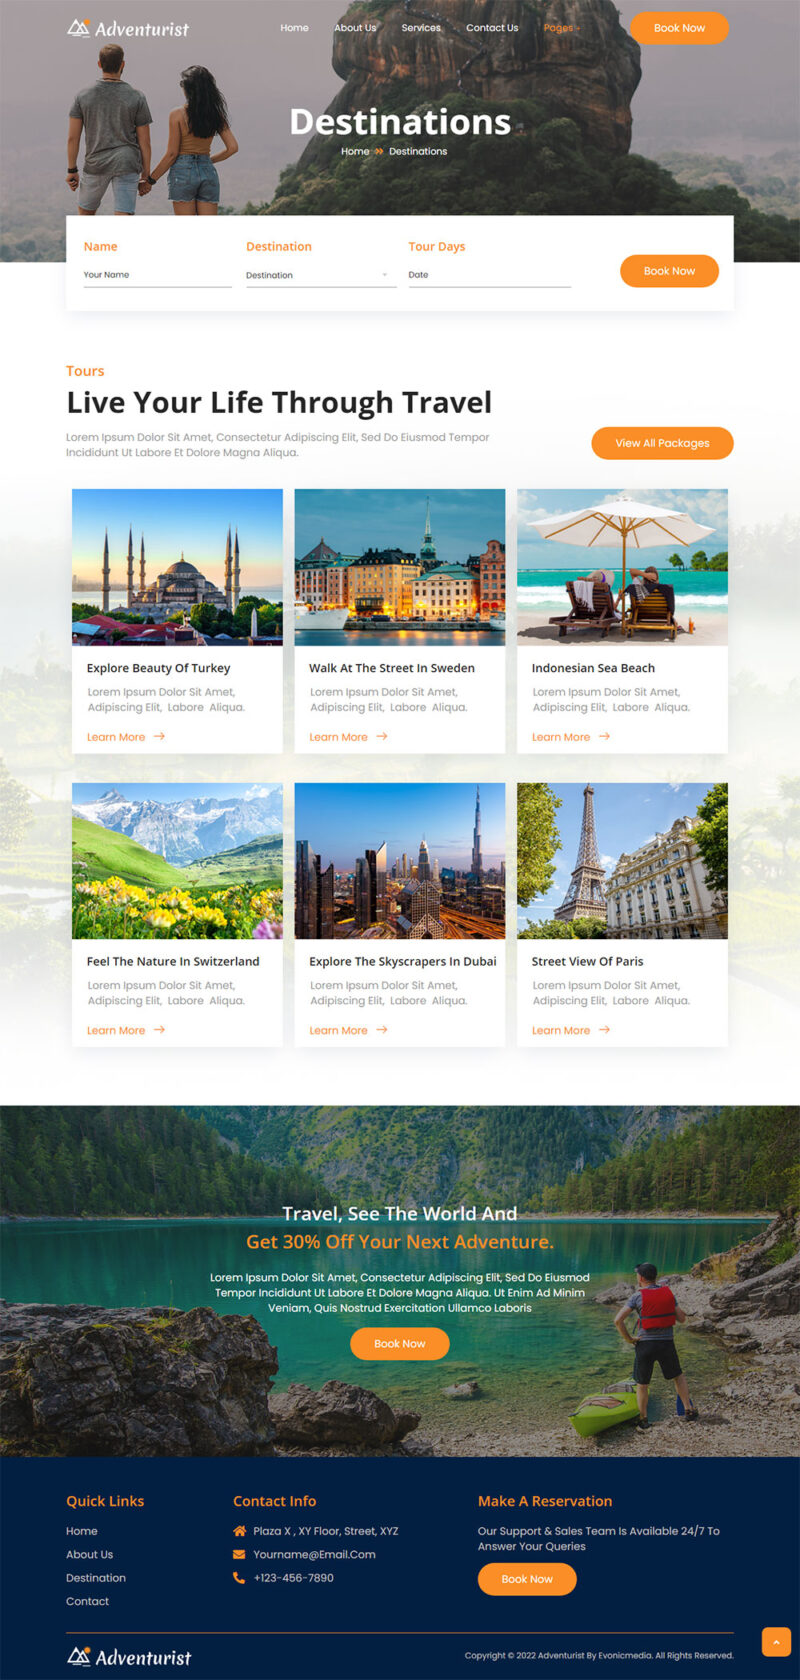 Adventurist
Home About Us Services Contact Us Pages
Book Now
Destinations
Home Destinations
Name Destination Tour Days
Your Name Destination Date
Book Now
Tours
Live Your Life Through Travel
Lorem Ipsum Dolor Sit Amet, Consectetur Adipiscing Elit, Sed Do Eiusmod Tempor
Incididunt Ut Labore Et Dolore Magna Aliqua.
View All Packages
Explore Beauty Of Turkey
Lorem Ipsum Dolor Sit Amet,
Adipiscing Elit, Labore Aliqua.
Learn More →
Walk At The Street In Sweden
Lorem Ipsum Dolor Sit Amet,
Adipiscing Elit, Labore Aliqua.
Learn More →
Indonesian Sea Beach
Lorem Ipsum Dolor Sit Amet,
Adipiscing Elit, Labore Aliqua.
Learn More →
Feel The Nature In Switzerland
Lorem Ipsum Dolor Sit Amet,
Adipiscing Elit, Labore Aliqua.
Learn More →
Explore The Skyscrapers In Dubai
Lorem Ipsum Dolor Sit Amet,
Adipiscing Elit, Labore Aliqua.
Learn More →
Street View Of Paris
Lorem Ipsum Dolor Sit Amet,
Adipiscing Elit, Labore Aliqua.
Learn More →
Travel, See The World And
Get 30% Off Your Next Adventure.
Lorem Ipsum Dolor Sit Amet, Consectetur Adipiscing Elit, Sed Do Eiusmod
Tempor Incididunt Ut Labore Et Dolore Magna Aliqua. Ut Enim Ad Minim
Veniam, Quis Nostrud Exercitation Ullamco Laboris
Book Now
Quick Links
Home
About Us
Destination
Contact
Contact Info
Plaza X , XY Floor, Street, XYZ
Yourname@Email.Com
+123-456-7890
Make A Reservation
Our Support & Sales Team Is Available 24/7 To
Answer Your Queries
Book Now
Adventurist
Copyright © 2022 Adventurist By Evonicmedia. All Rights Reserved.